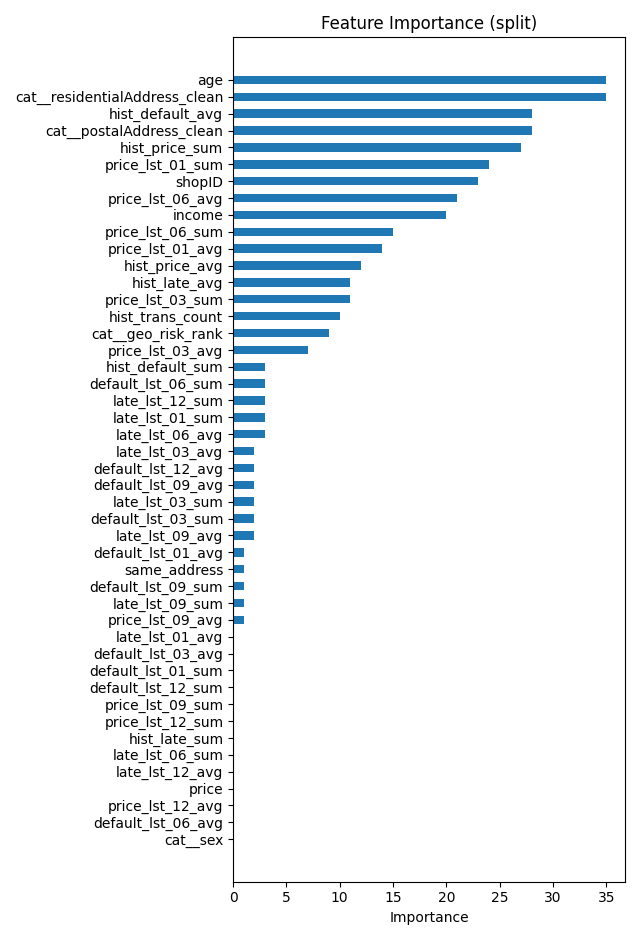 Feature Importance (split)
age
cat__residentialAddress_clean
hist_default_avg
cat__postalAddress_clean
hist_price_sum
price_lst_01_sum
shopID
price_lst_06_avg
income
price_lst_06_sum
price_lst_01_avg
hist_price_avg
hist_late_avg
price_lst_03_sum
hist_trans_count
cat__geo_risk_rank
price_lst_03_avg
hist_default_sum
default_lst_06_sum
late_lst_12_sum
late_lst_01_sum
late_lst_06_avg
late_lst_03_avg
default_lst_12_avg
default_lst_09_avg
late_lst_03_sum
default_lst_03_sum
late_lst_09_avg
default_lst_01_avg
same_address
default_lst_09_sum
late_lst_09_sum
price_lst_09_avg
late_lst_01_avg
default_lst_03_avg
default_lst_01_sum
default_lst_12_sum
price_lst_09_sum
price_lst_12_sum
hist_late_sum
late_lst_06_sum
late_lst_12_avg
price
price_lst_12_avg
default_lst_06_avg
cat__sex
0 5 10 15 20 25 30 35
Importance